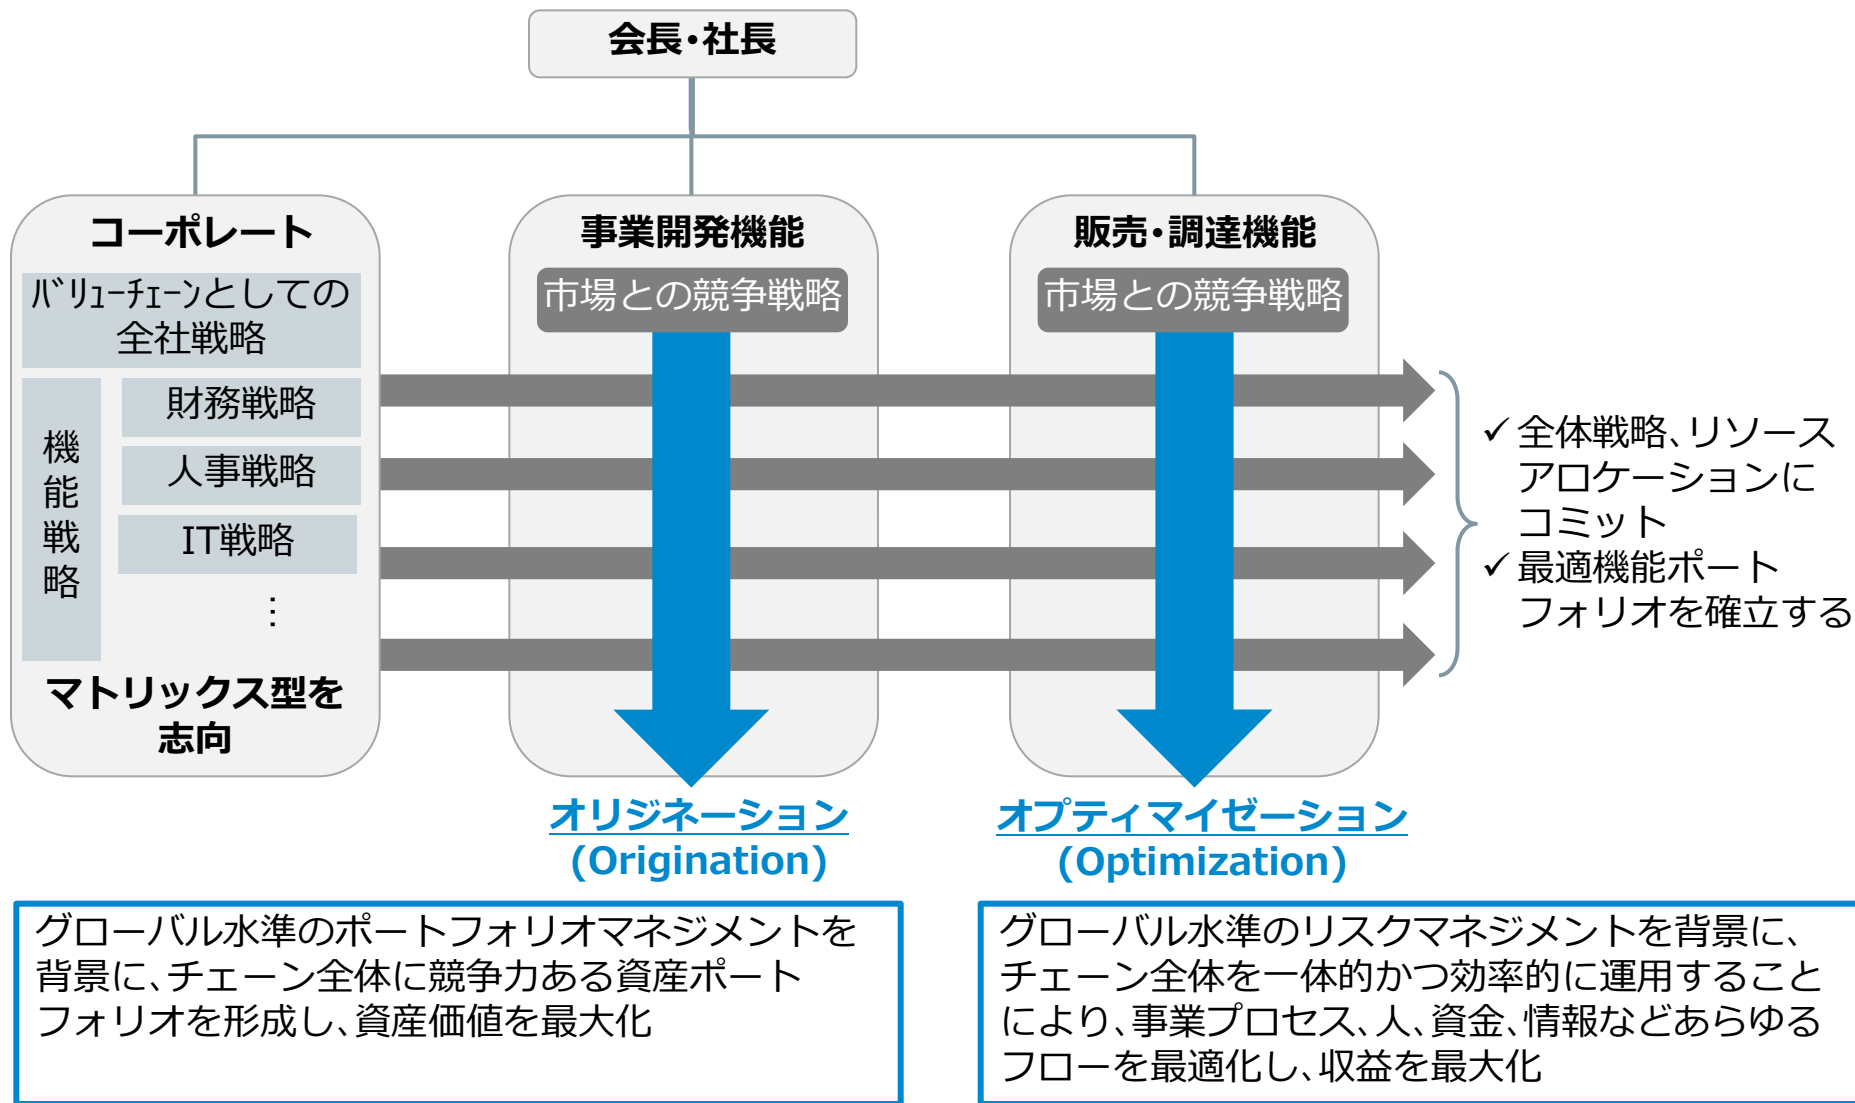 会長・社長
コーポレート
ﾊﾞﾘｭｰﾁｪｰﾝとしての
全社戦略
機能戦略
財務戦略
人事戦略
IT戦略
…
マトリックス型を
志向
事業開発機能
市場との競争戦略
販売・調達機能
市場との競争戦略
✓全体戦略、リソース
アロケーションに
コミット
✓最適機能ポート
フォリオを確立する
オリジネーション
(Origination)
オプティマイゼーション
(Optimization)
グローバル水準のポートフォリオマネジメントを
背景に、チェーン全体に競争力ある資産ポート
フォリオを形成し、資産価値を最大化
グローバル水準のリスクマネジメントを背景に、
チェーン全体を一体的かつ効率的に運用すること
により、事業プロセス、人、資金、情報などあらゆる
フローを最適化し、収益を最大化